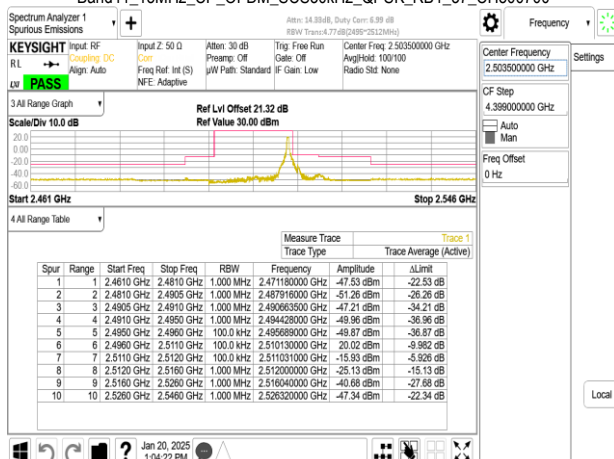 Spectrum Analyzer 1
Spurious Emissions
Attn: 14.33dB, Duty Corr: 6.99 dB
RBW Trans:4.77dB(2495~2512MHz)
Frequency
Settings
KEYSIGHT
RL
PASS
Input: RF
Coupling: DC
Align: Auto
Input Z: 50 Ω
Corr
Freq Ref: Int (S)
NFE: Adaptive
Atten: 30 dB
Preamp: Off
µW Path: Standard
Trig: Free Run
Gate: Off
IF Gain: Low
Center Freq: 2.503500000 GHz
Avg|Hold: 100/100
Radio Std: None
Center Frequency
2.503500000 GHz
CF Step
4.399000000 GHz
Auto
Man
Freq Offset
0 Hz
Local
3 All Range Graph
Scale/Div 10.0 dB
Ref Lvl Offset 21.32 dB
Ref Value 30.00 dBm
20.0
0.00
-20.0
-40.0
-60.0
Start 2.461 GHz
Stop 2.546 GHz
4 All Range Table
Measure Trace Trace 1
Trace Type Trace Average (Active)
Spur Range Start Freq Stop Freq RBW Frequency Amplitude ΔLimit
1 1 2.4610 GHz 2.4810 GHz 1.000 MHz 2.471180000 GHz -47.53 dBm -22.53 dB
2 2 2.4810 GHz 2.4905 GHz 1.000 MHz 2.487916000 GHz -51.26 dBm -26.26 dB
3 3 2.4905 GHz 2.4910 GHz 1.000 MHz 2.490663500 GHz -47.21 dBm -34.21 dB
4 4 2.4910 GHz 2.4950 GHz 1.000 MHz 2.494428000 GHz -49.96 dBm -36.96 dB
5 5 2.4950 GHz 2.4960 GHz 100.0 kHz 2.495689000 GHz -49.87 dBm -36.87 dB
6 6 2.4960 GHz 2.5110 GHz 100.0 kHz 2.510130000 GHz 20.02 dBm -9.982 dB
7 7 2.5110 GHz 2.5120 GHz 100.0 kHz 2.511031000 GHz -15.93 dBm -5.926 dB
8 8 2.5120 GHz 2.5160 GHz 1.000 MHz 2.512000000 GHz -25.13 dBm -15.13 dB
9 9 2.5160 GHz 2.5260 GHz 1.000 MHz 2.516040000 GHz -40.68 dBm -27.68 dB
10 10 2.5260 GHz 2.5460 GHz 1.000 MHz 2.526320000 GHz -47.34 dBm -22.34 dB
Jan 20, 2025
1:04:22 PM